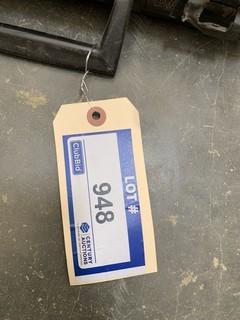 LOT #
948
ClubBid
CENTURY
AUCTIONS